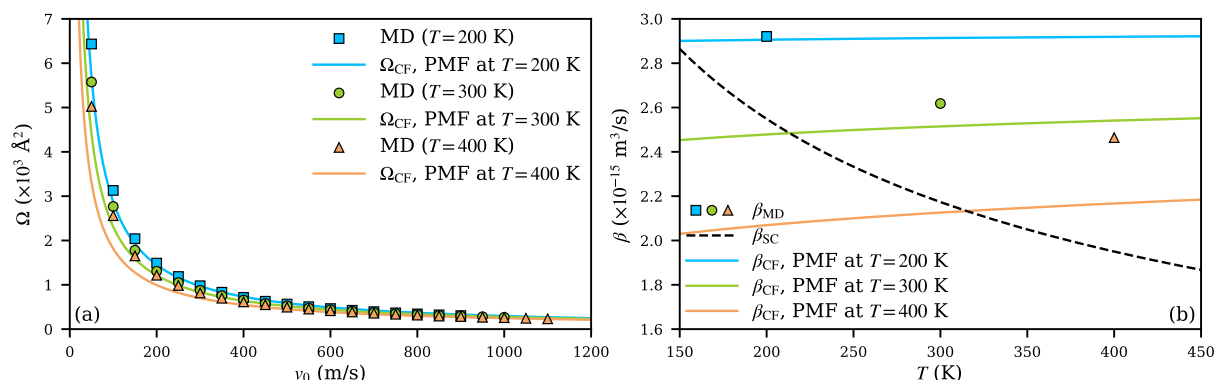 7
6
5
4
3
2
1
0
Ω (×10³ Å²)
MD (T=200 K)
Ω_CF, PMF at T=200 K
MD (T=300 K)
Ω_CF, PMF at T=300 K
MD (T=400 K)
Ω_CF, PMF at T=400 K
(a)
0 200 400 600 800 1000 1200
v₀ (m/s)
3.0
2.8
2.6
2.4
2.2
2.0
1.8
1.6
β (×10⁻¹⁵ m³/s)
β_MD
β_SC
β_CF, PMF at T=200 K
β_CF, PMF at T=300 K
β_CF, PMF at T=400 K
(b)
150 200 250 300 350 400 450
T (K)